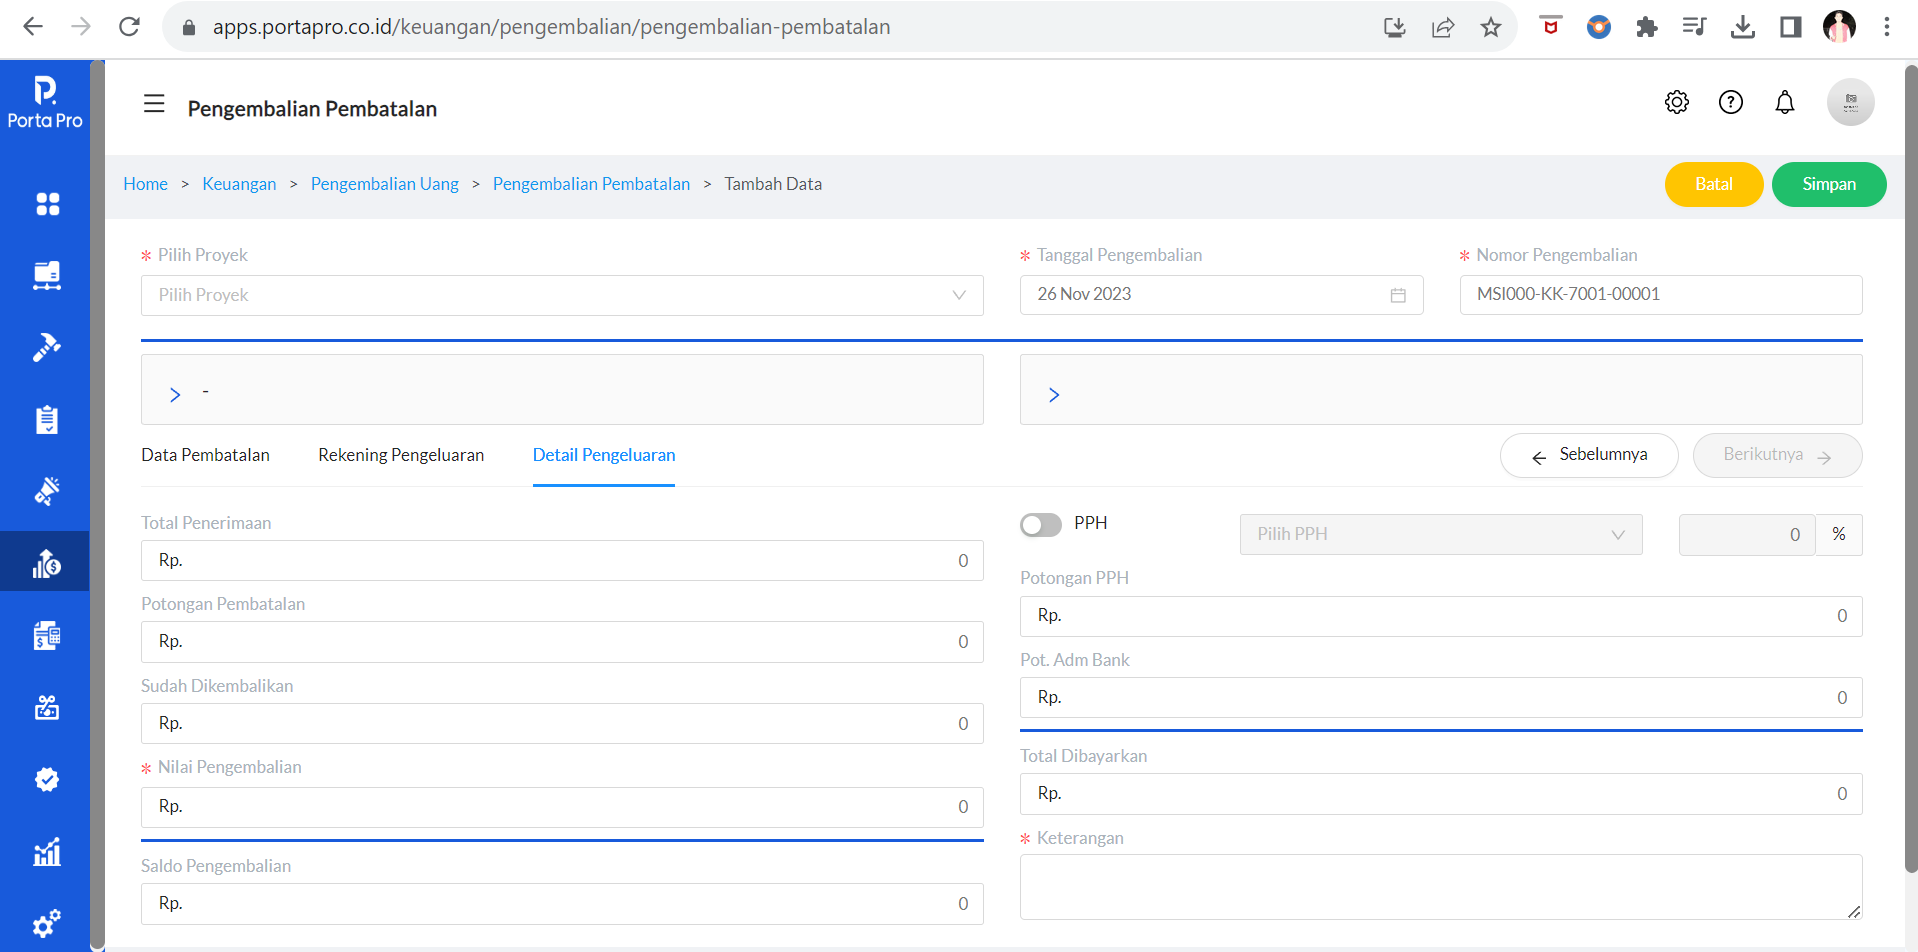 apps.portapro.co.id/keuangan/pengembalian/pengembalian-pembatalan
Porta Pro
Pengembalian Pembatalan
Home > Keuangan > Pengembalian Uang > Pengembalian Pembatalan > Tambah Data
Batal
Simpan
* Pilih Proyek
* Tanggal Pengembalian
* Nomor Pengembalian
Pilih Proyek
26 Nov 2023
MSI000-KK-7001-00001
> -
>
Data Pembatalan
Rekening Pengeluaran
Detail Pengeluaran
← Sebelumnya
Berikutnya →
Total Penerimaan
Rp. 0
Potongan Pembatalan
Rp. 0
Sudah Dikembalikan
Rp. 0
* Nilai Pengembalian
Rp. 0
Saldo Pengembalian
Rp. 0
PPH
Pilih PPH
0 %
Potongan PPH
Rp. 0
Pot. Adm Bank
Rp. 0
Total Dibayarkan
Rp. 0
* Keterangan